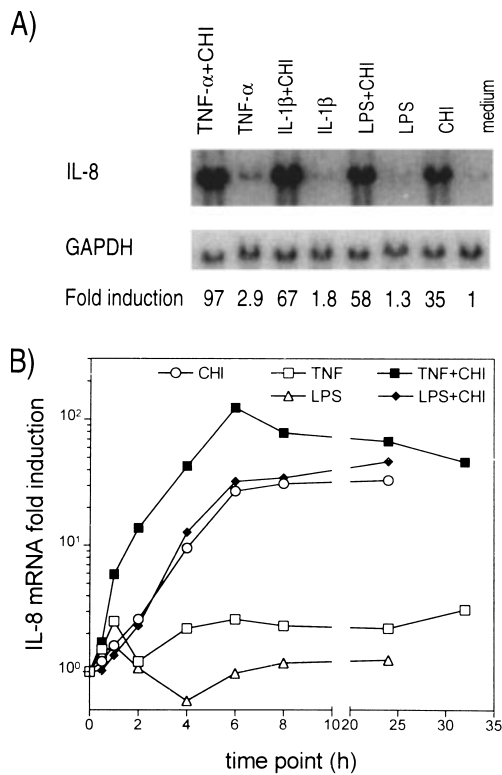 A)
TNF-α+CHI
TNF-α
IL-1β+CHI
IL-1β
LPS+CHI
LPS
CHI
medium
IL-8
GAPDH
Fold induction 97 2.9 67 1.8 58 1.3 35 1
B)
CHI TNF TNF+CHI
LPS LPS+CHI
IL-8 mRNA fold induction
10²
10¹
10⁰
0 2 4 6 8 10 20 25 30 35
time point (h)